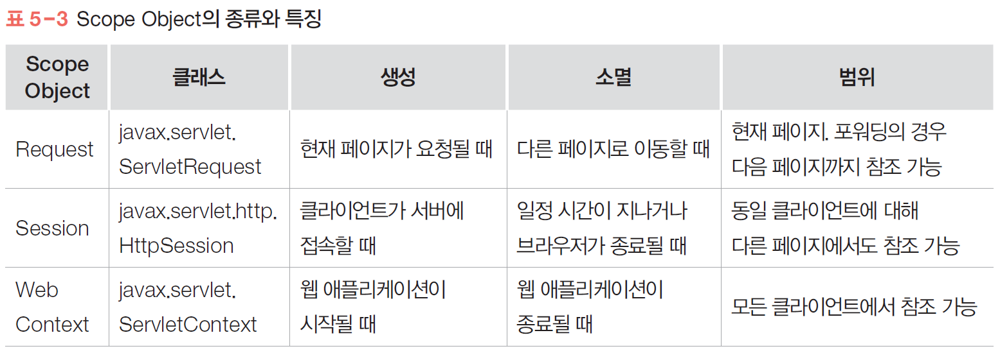 표 5-3 Scope Object의 종류와 특징
Scope
Object
클래스
생성
소멸
범위
Request
javax.servlet.
ServletRequest
현재 페이지가 요청될 때
다른 페이지로 이동할 때
현재 페이지. 포워딩의 경우
다음 페이지까지 참조 가능
Session
javax.servlet.http.
HttpSession
클라이언트가 서버에
접속할 때
일정 시간이 지나거나
브라우저가 종료될 때
동일 클라이언트에 대해
다른 페이지에서도 참조 가능
Web
Context
javax.servlet.
ServletContext
웹 애플리케이션이
시작될 때
웹 애플리케이션이
종료될 때
모든 클라이언트에서 참조 가능